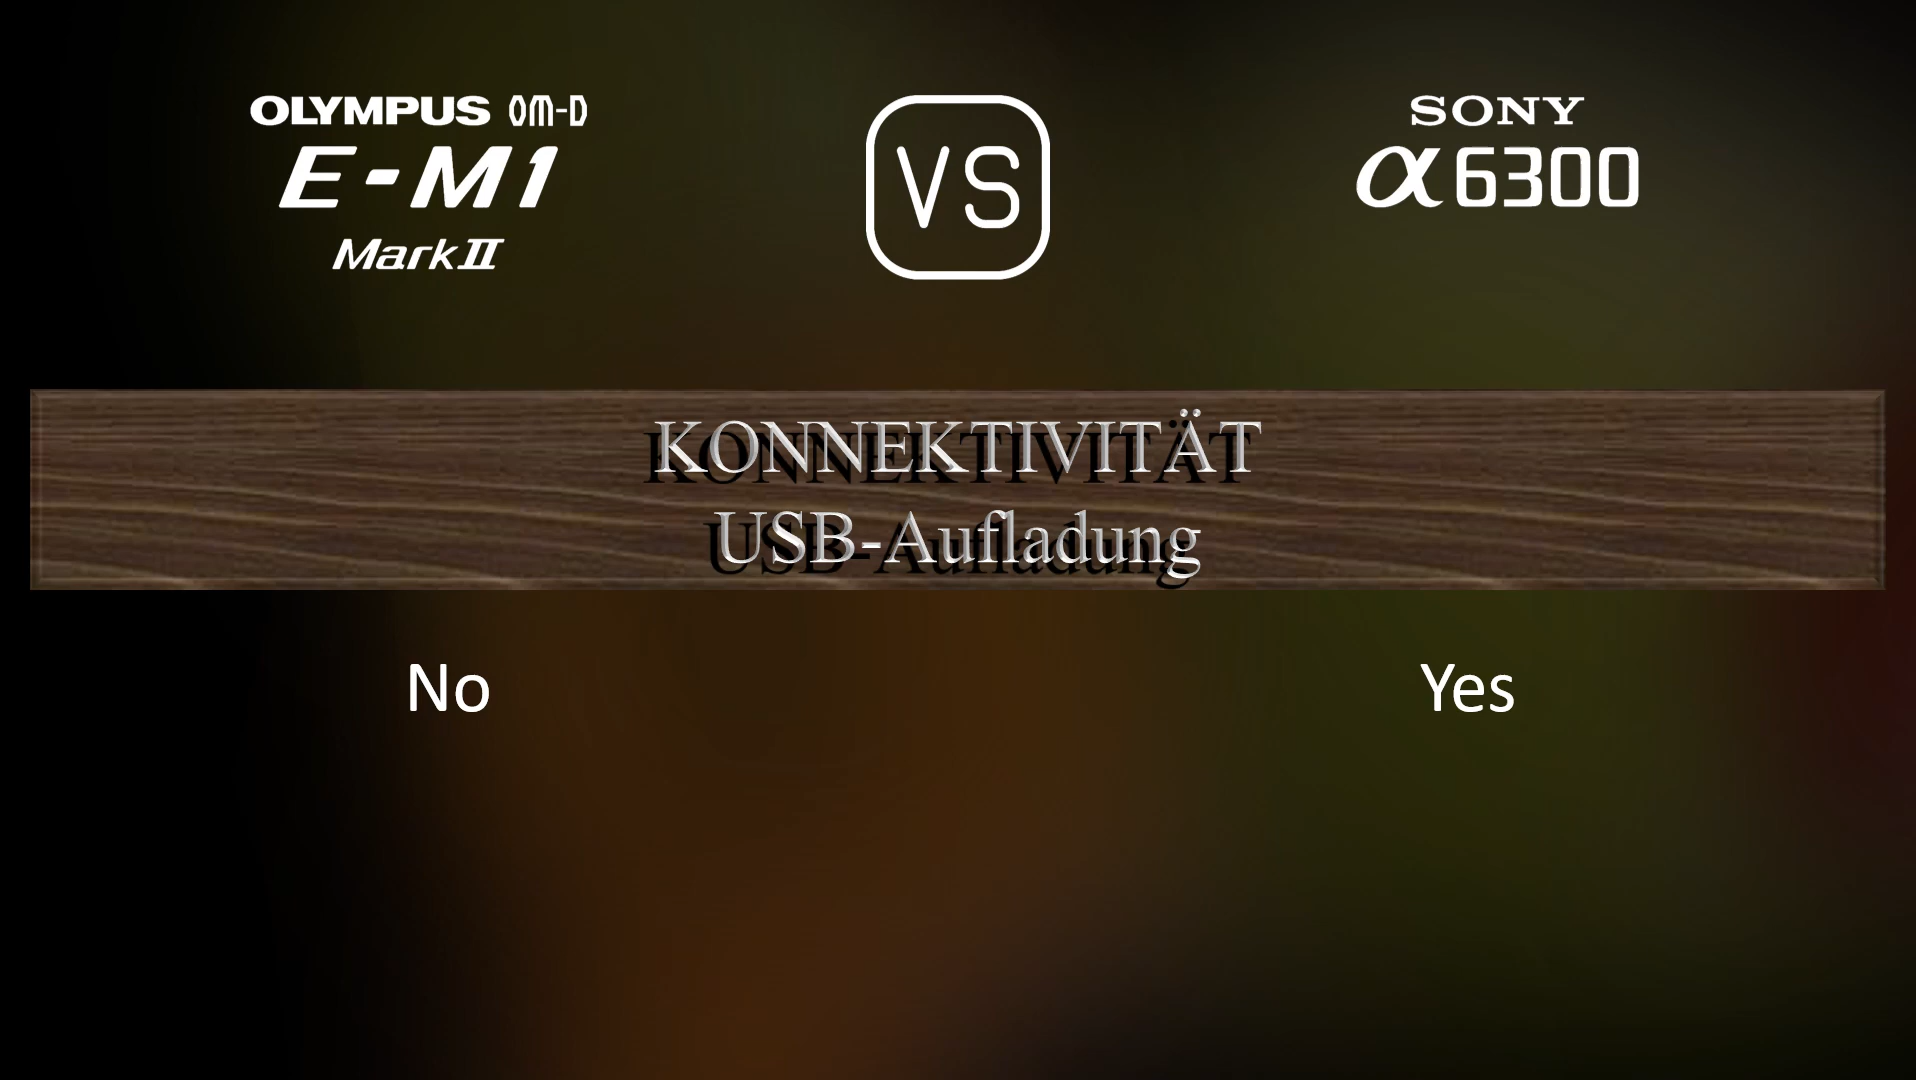 OLYMPUS OM-D
E-M1
Mark II
VS
SONY
α6300
KONNEKTIVITÄT
USB-Aufladung
No
Yes